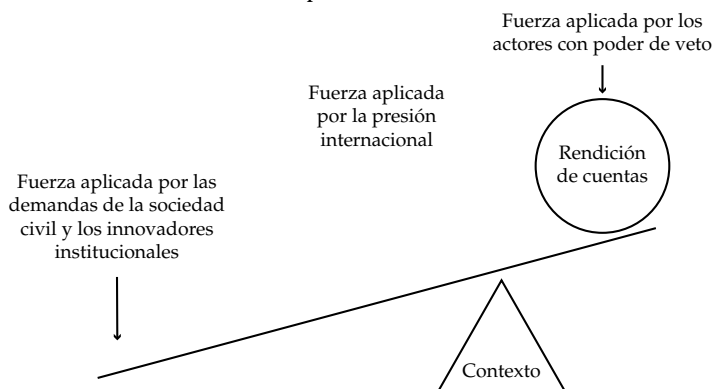 Fuerza aplicada por los
actores con poder de veto
Fuerza aplicada
por la presión
internacional
Rendición
de cuentas
Fuerza aplicada por las
demandas de la sociedad
civil y los innovadores
institucionales
Contexto